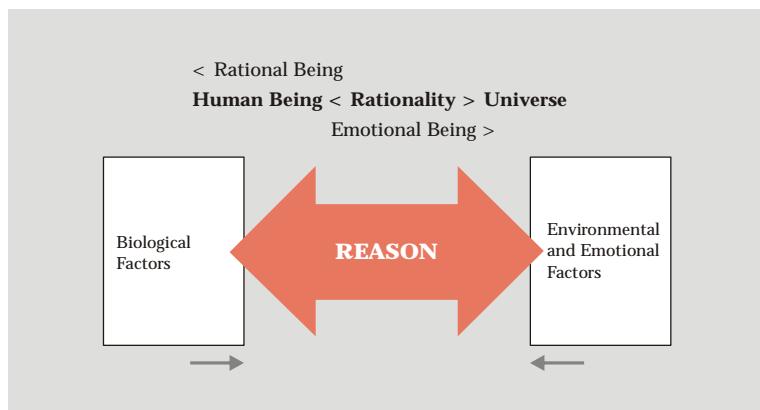 < Rational Being
Human Being < Rationality > Universe
Emotional Being >
Biological
Factors
REASON
Environmental
and Emotional
Factors